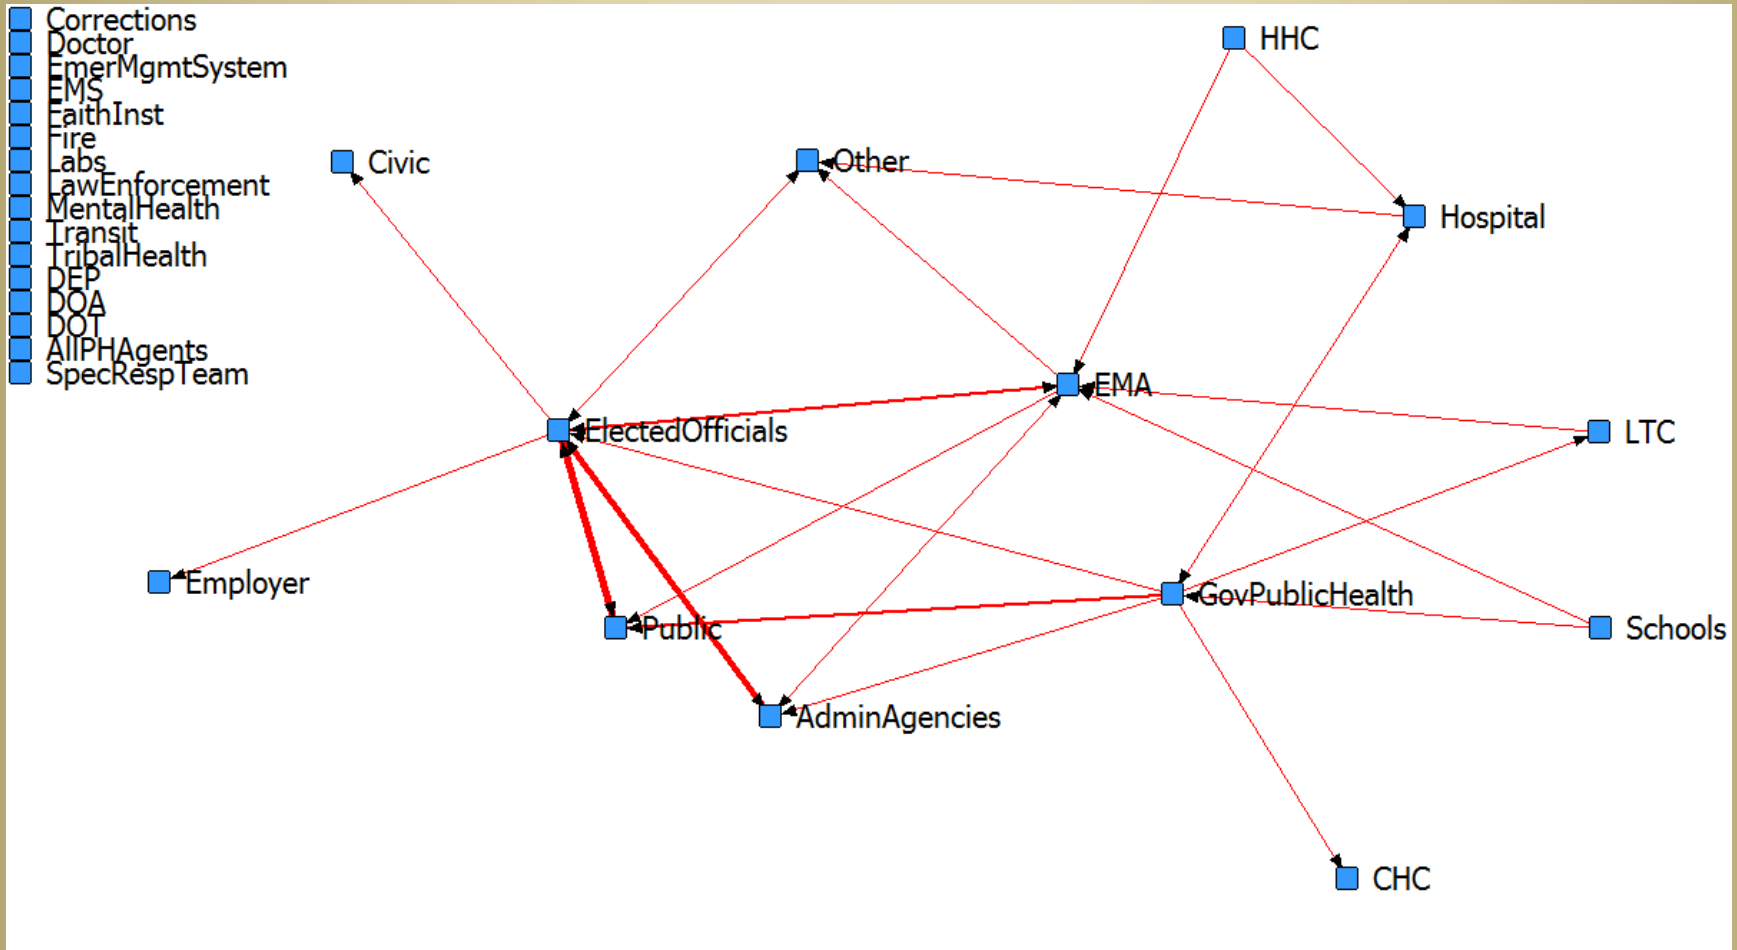 Corrections
Doctor
EmerMgmtSystem
EMS
FaithInst
Fire
Labs
LawEnforcement
MentalHealth
Transit
TribalHealth
DEP
DOA
DOT
AllPHAgents
SpecRespTeam
HHC
Civic
Other
Hospital
EMA
ElectedOfficials
LTC
Employer
GovPublicHealth
Public
Schools
AdminAgencies
CHC